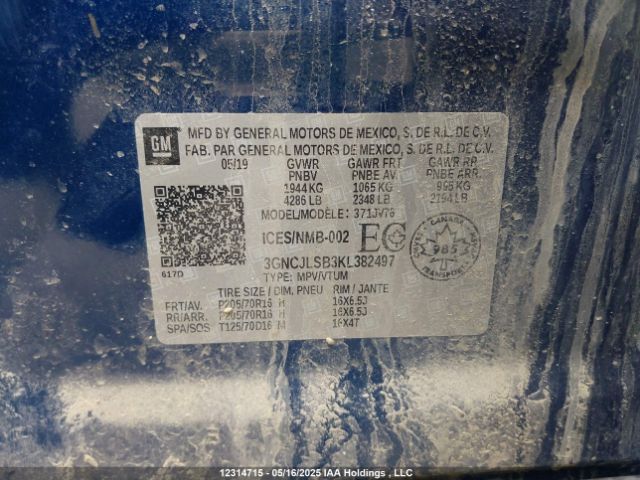 GM
MFD BY GENERAL MOTORS DE MEXICO, S. DE R.L. DE C.V.
FAB. PAR GENERAL MOTORS DE MEXICO, S. DE R.L. DE C.V.
05/19 GVWR GAWR FRT GAWR RR
PNBV PNBE AV. PNBE ARR.
1944 KG 1065 KG 995 KG
4286 LB 2348 LB 2194 LB
MODEL/MODÈLE: 371JV76
ICES/NMB-002 EC
CANADA
985
3GNCJLSB3KL382497
617D
TYPE: MPV/VTUM
TIRE SIZE / DIM. PNEU RIM / JANTE
FRT/AV. P205/70R16 H 16X6.5J
RR/ARR. P205/70R16 H 16X6.5J
SPA/SOS T125/70D16 M 16X4T
12314715 - 05/16/2025 IAA Holdings , LLC